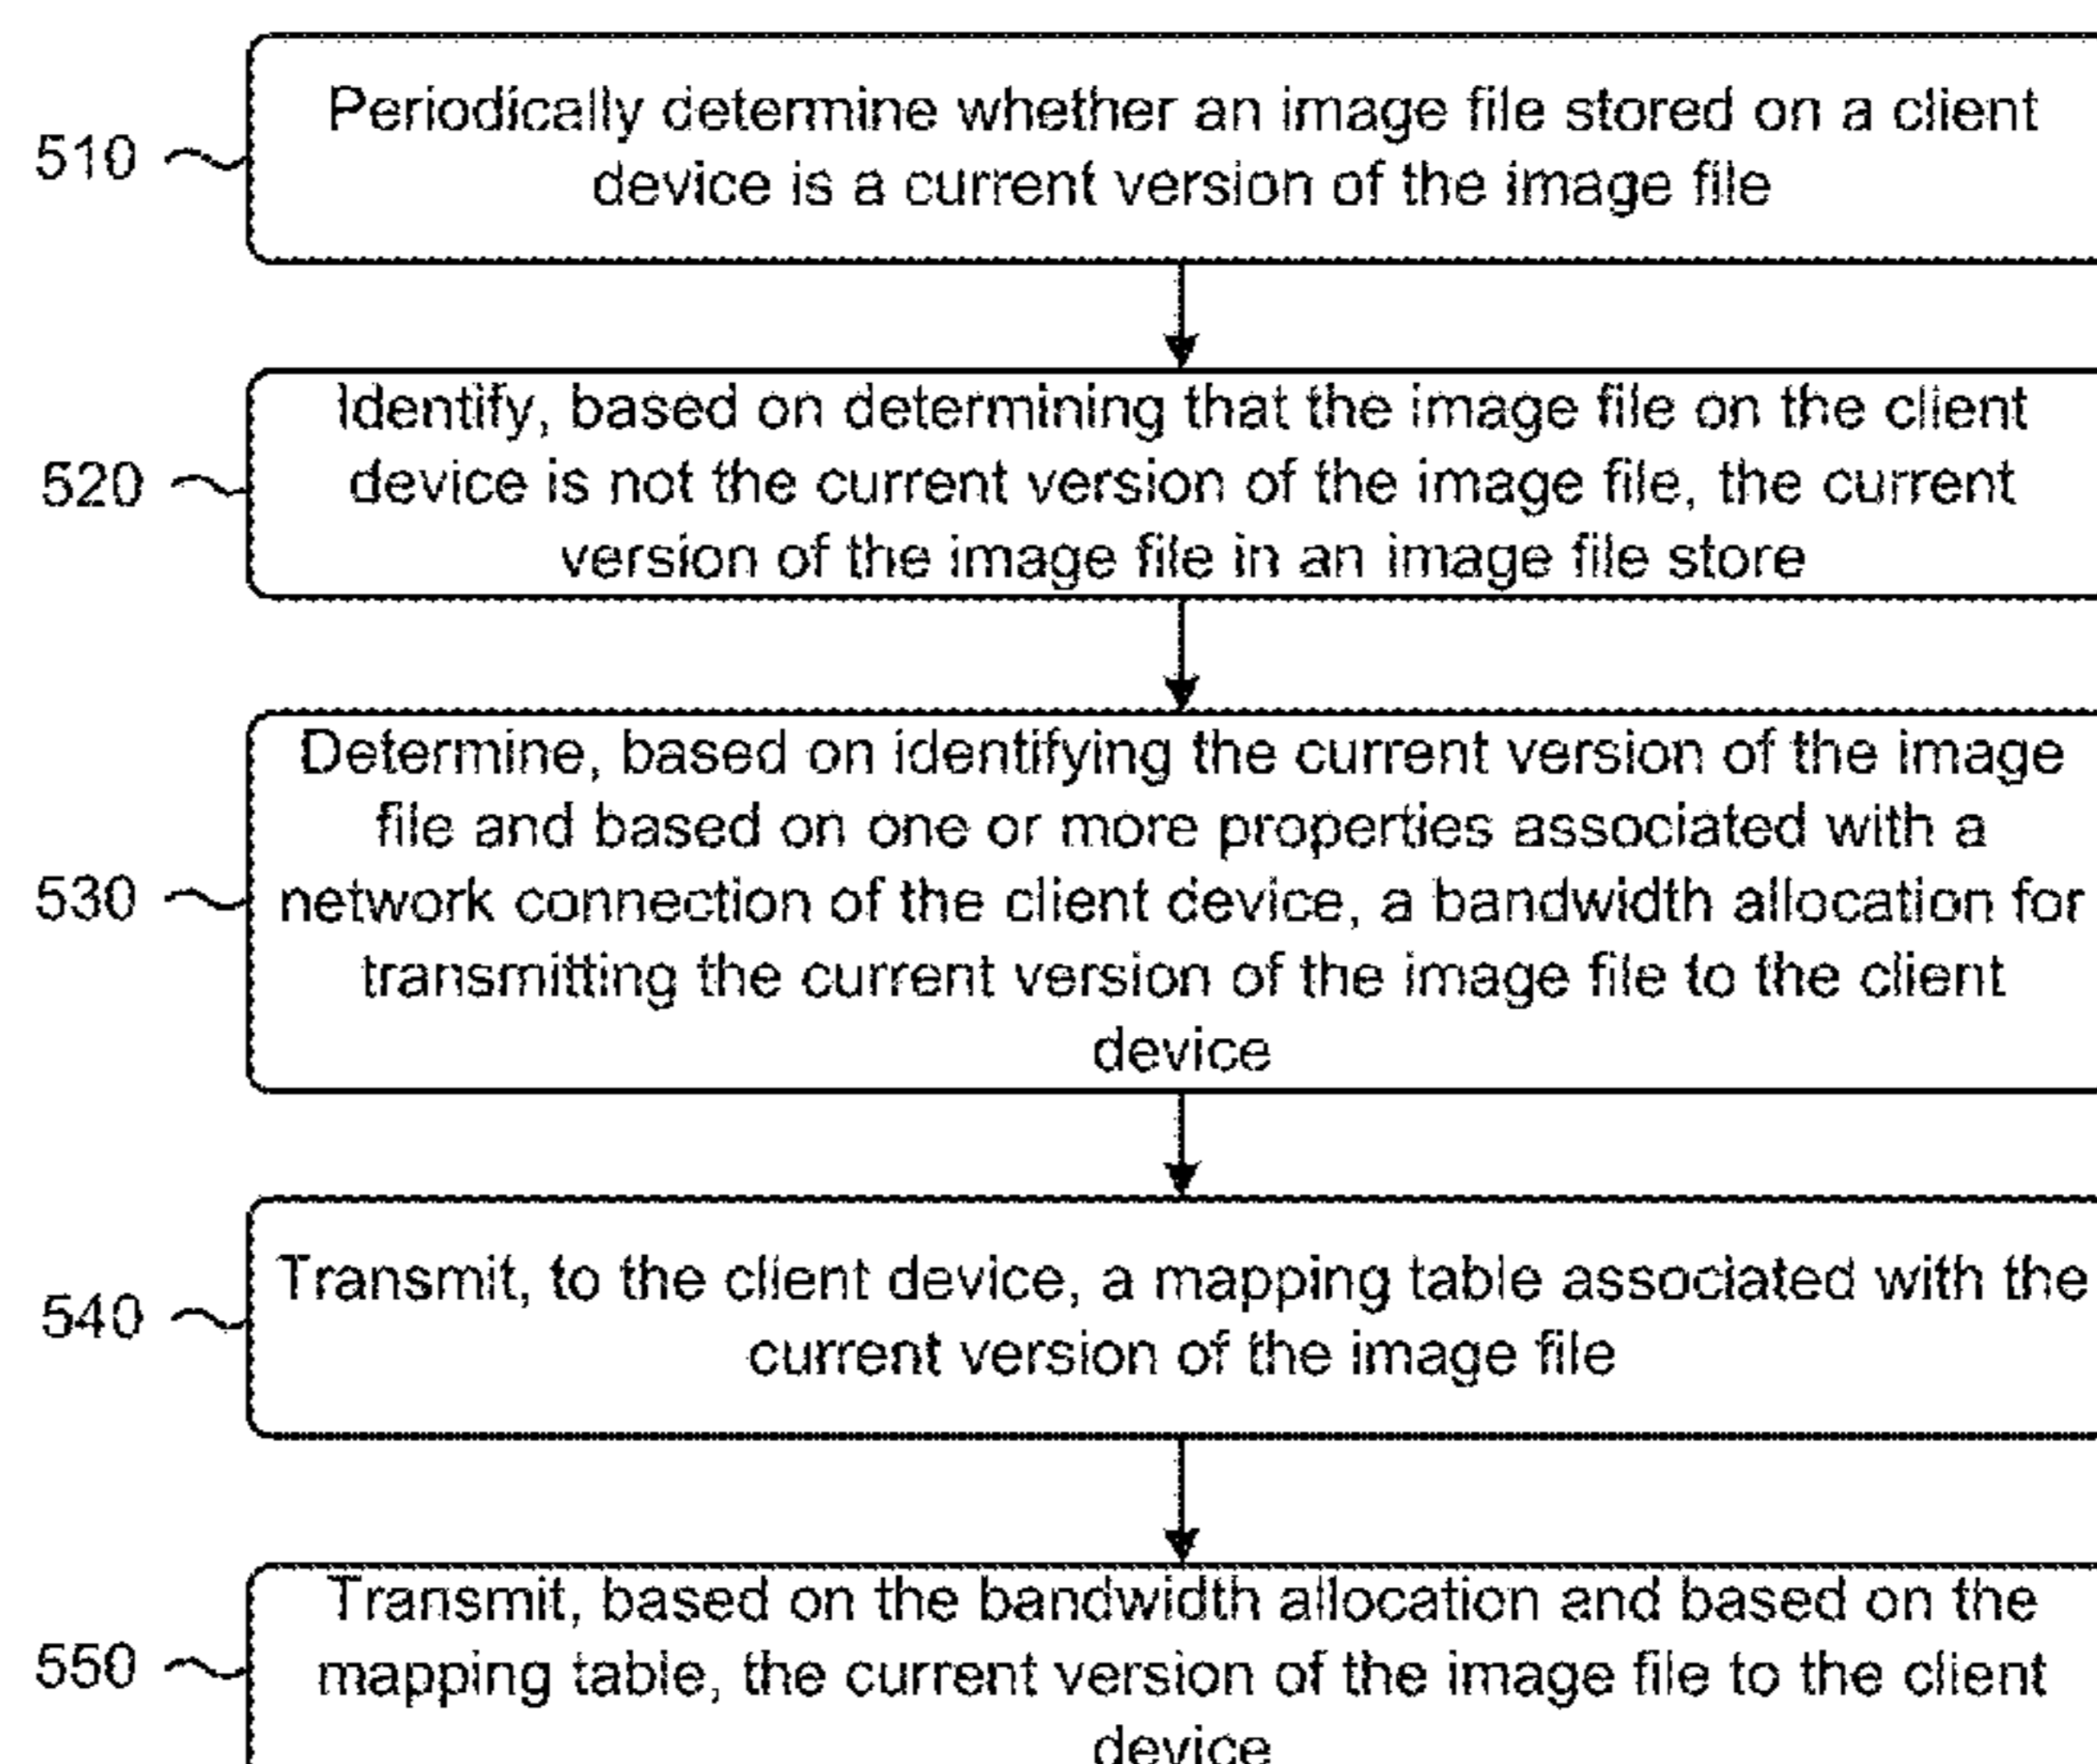 Periodically determine whether an image file stored on a client
510
device is a current version of the image file
Identify, based on determining that the image file on the client
520
device is not the current version of the image file, the current
version of the image file in an image file store
Determine, based on identifying the current version of the image
file and based on one or more properties associated with a
530
network connection of the client device, a bandwidth allocation for
transmitting the current version of the image file to the client
device
Transmit, to the client device, a mapping table associated with the
540
current version of the image file
Transmit, based on the bandwidth allocation and based on the
550
mapping table, the current version of the image file to the client
device